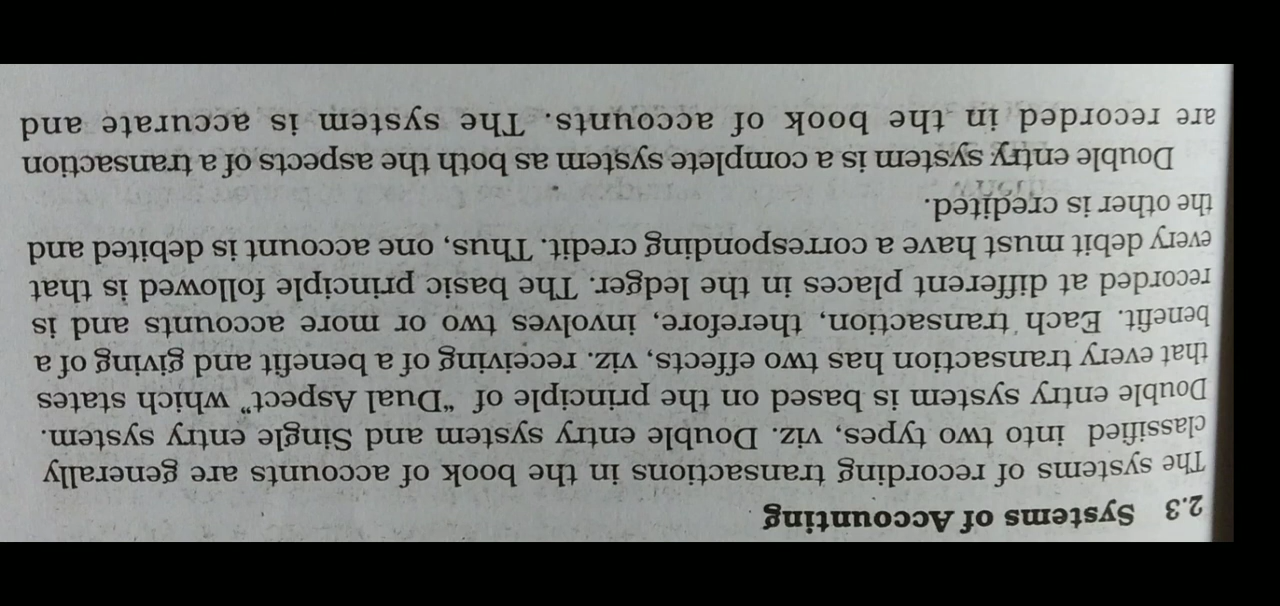 2.3 Systems of Accounting
The systems of recording transactions in the book of accounts are generally
classified into two types, viz. Double entry system and Single entry system.
Double entry system is based on the principle of "Dual Aspect" which states
that every transaction has two effects, viz. receiving of a benefit and giving of a
benefit. Each transaction, therefore, involves two or more accounts and is
recorded at different places in the ledger. The basic principle followed is that
every debit must have a corresponding credit. Thus, one account is debited and
the other is credited.
Double entry system is a complete system as both the aspects of a transaction
are recorded in the book of accounts. The system is accurate and